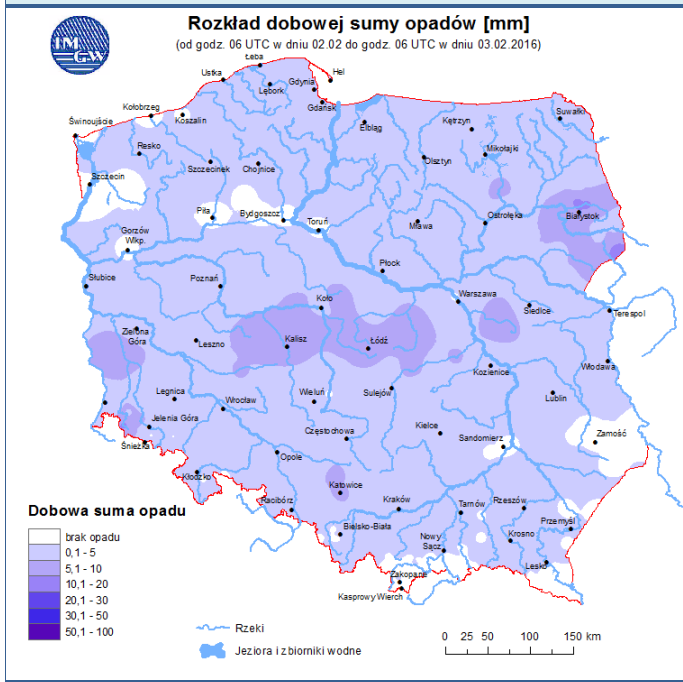 Rozkład dobowej sumy opadów [mm]
(od godz. 06 UTC w dniu 02.02 do godz. 06 UTC w dniu 03.02.2016)
IM
GW
Łeba
Ustka
Hel
Lębork
Gdynia
Gdańsk
Kołobrzeg
Koszalin
Świnoujście
Elbląg
Kętrzyn
Suwałki
Resko
Szczecinek
Chojnice
Olsztyn
Mikołajki
Szczecin
Piła
Bydgoszcz
Toruń
Mława
Ostrołęka
Białystok
Gorzów
Wlkp.
Płock
Słubice
Poznań
Koło
Warszawa
Siedlce
Terespol
Zielona
Góra
Leszno
Kalisz
Łódź
Kozienice
Włodawa
Legnica
Wrocław
Wieluń
Sulejów
Lublin
Jelenia Góra
Częstochowa
Kielce
Sandomierz
Zamość
Śnieżka
Opole
Kłodzko
Katowice
Racibórz
Kraków
Tarnów
Rzeszów
Przemyśl
Bielsko-Biała
Nowy
Sącz
Krosno
Lesko
Zakopane
Kasprowy Wierch
Dobowa suma opadu
brak opadu
0,1 - 5
5,1 - 10
10,1 - 20
20,1 - 30
30,1 - 50
50,1 - 100
Rzeki
Jeziora i zbiorniki wodne
0 25 50 100 150 km